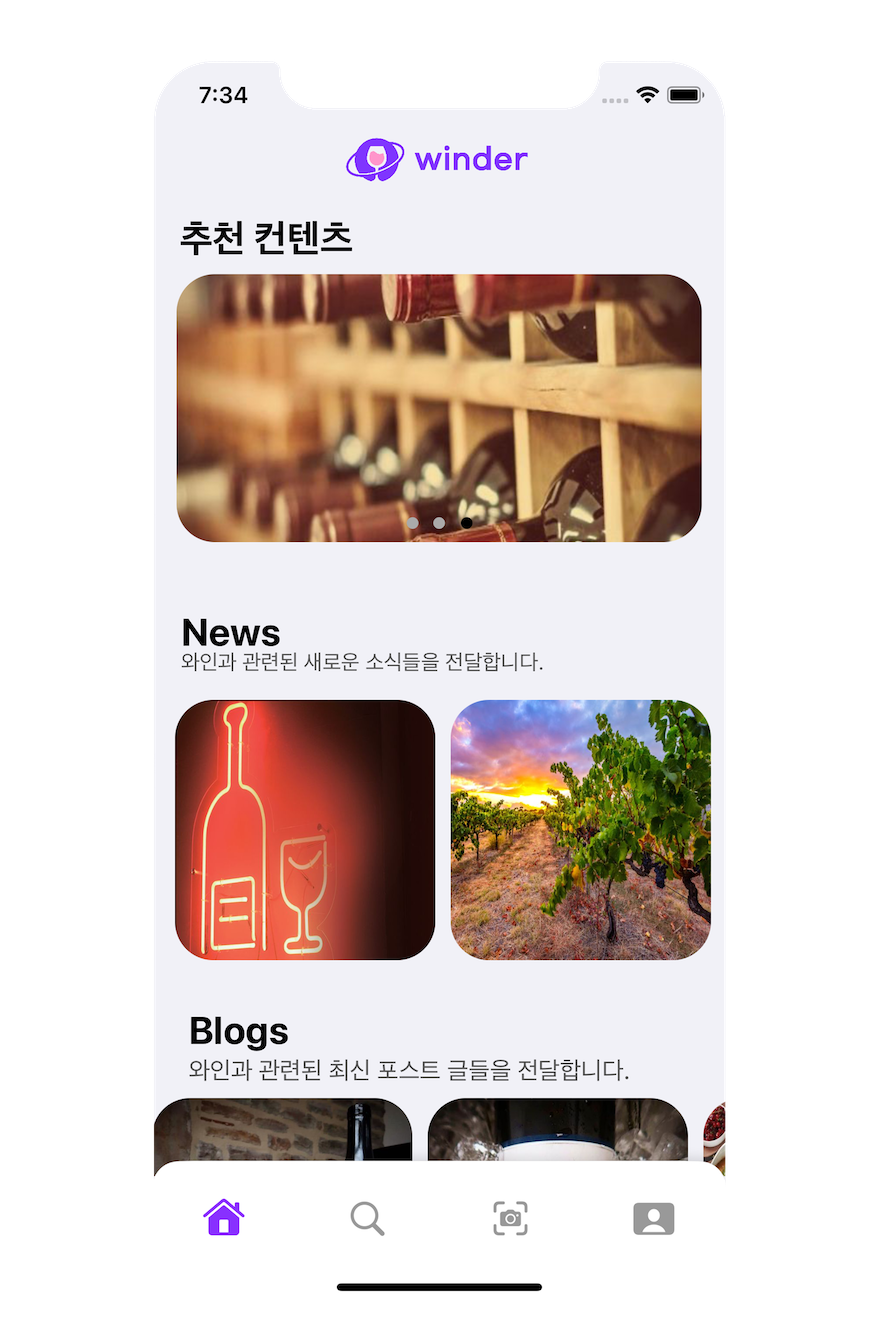 7:34
winder
추천 컨텐츠
News
와인과 관련된 새로운 소식들을 전달합니다.
Blogs
와인과 관련된 최신 포스트 글들을 전달합니다.